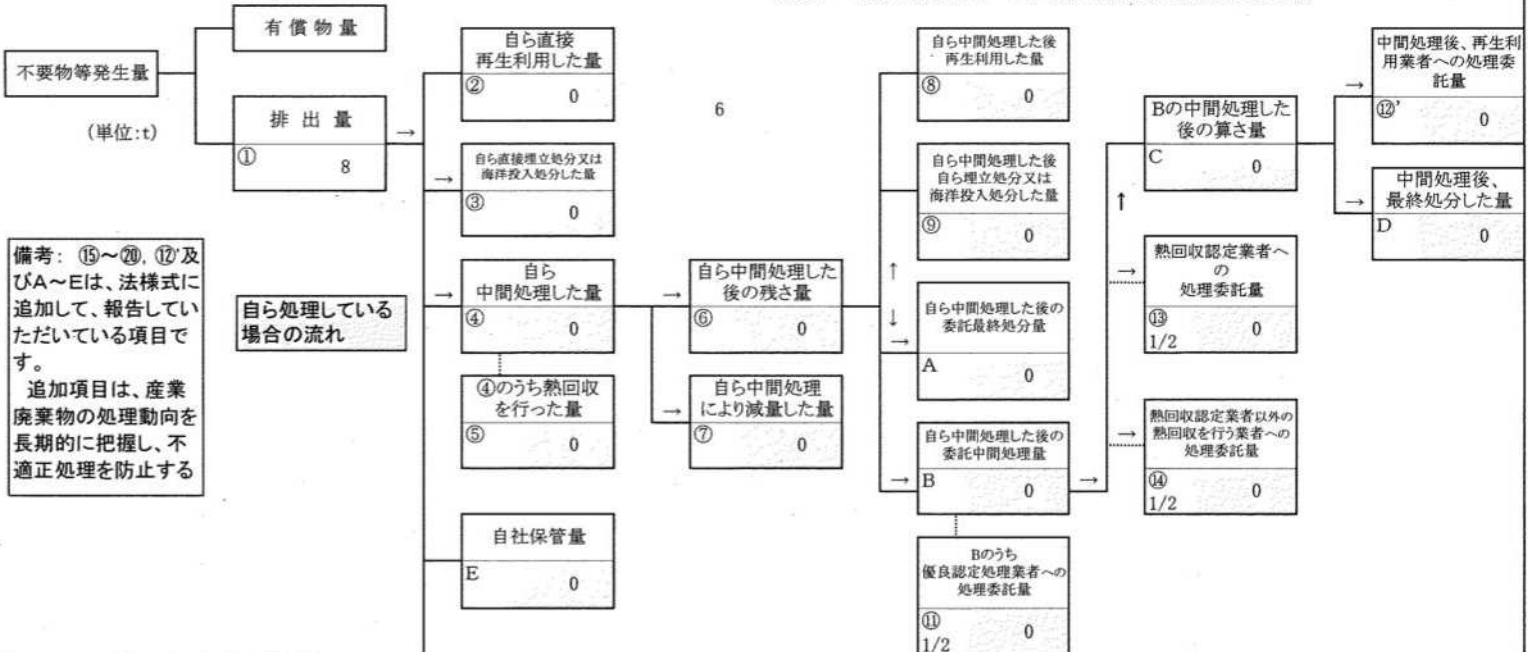 不要物等発生量
(単位:t)
有償物量
排出量
①
8
→
備考: ⑮~⑳, ⑫'及
びA~Eは、法様式に
追加して、報告してい
ただいている項目で
す。
追加項目は、産業
廃棄物の処理動向を
長期的に把握し、不
適正処理を防止する
自ら処理している
場合の流れ
自ら直接
再生利用した量
②
0
→
自ら直接埋立処分又は
海洋投入処分した量
③
0
→
自ら
中間処理した量
④
0
④のうち熱回収
を行った量
⑤
0
自社保管量
E
0
6
→
自ら中間処理した
後の残さ量
⑥
0
→
自ら中間処理
により減量した量
⑦
0
自ら中間処理した後
再生利用した量
⑧
0
自ら中間処理した後
自ら埋立処分又は
海洋投入処分した量
⑨
0
↑
↓
→
自ら中間処理した後の
委託最終処分量
A
0
→
自ら中間処理した後の
委託中間処理量
B
0
→
Bのうち
優良認定処理業者への
処理委託量
⑪
1/2
0
Bの中間処理した
後の算さ量
C
0
↑
→
熱回収認定業者へ
の
処理委託量
⑬
1/2
0
→
熱回収認定業者以外の
熱回収を行う業者への
処理委託量
⑭
1/2
0
→
中間処理後、再生利
用業者への処理委
託量
⑫'
0
→
中間処理後、
最終処分した量
D
0